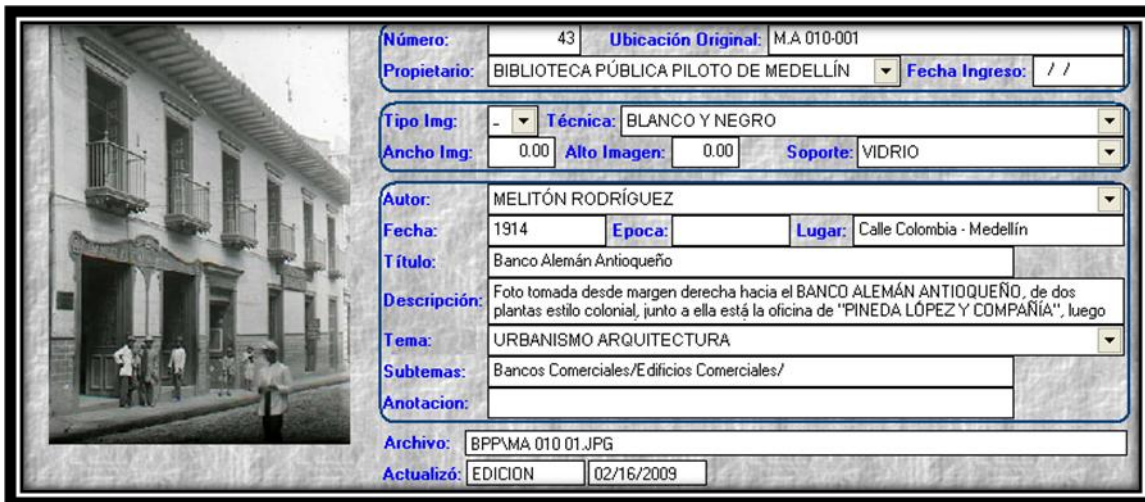 Número: 43 Ubicación Original: M.A 010-001
Propietario: BIBLIOTECA PÚBLICA PILOTO DE MEDELLÍN Fecha Ingreso: / /
Tipo Img: - Técnica: BLANCO Y NEGRO
Ancho Img: 0.00 Alto Imagen: 0.00 Soporte: VIDRIO
Autor: MELITÓN RODRÍGUEZ
Fecha: 1914 Epoca: Lugar: Calle Colombia - Medellín
Título: Banco Alemán Antioqueño
Descripción: Foto tomada desde margen derecha hacia el BANCO ALEMÁN ANTIOQUEÑO, de dos
plantas estilo colonial, junto a ella está la oficina de "PINEDA LÓPEZ Y COMPAÑÍA", luego
Tema: URBANISMO ARQUITECTURA
Subtemas: Bancos Comerciales/Edificios Comerciales/
Anotacion:
Archivo: BPP\MA 010 01.JPG
Actualizó: EDICION 02/16/2009